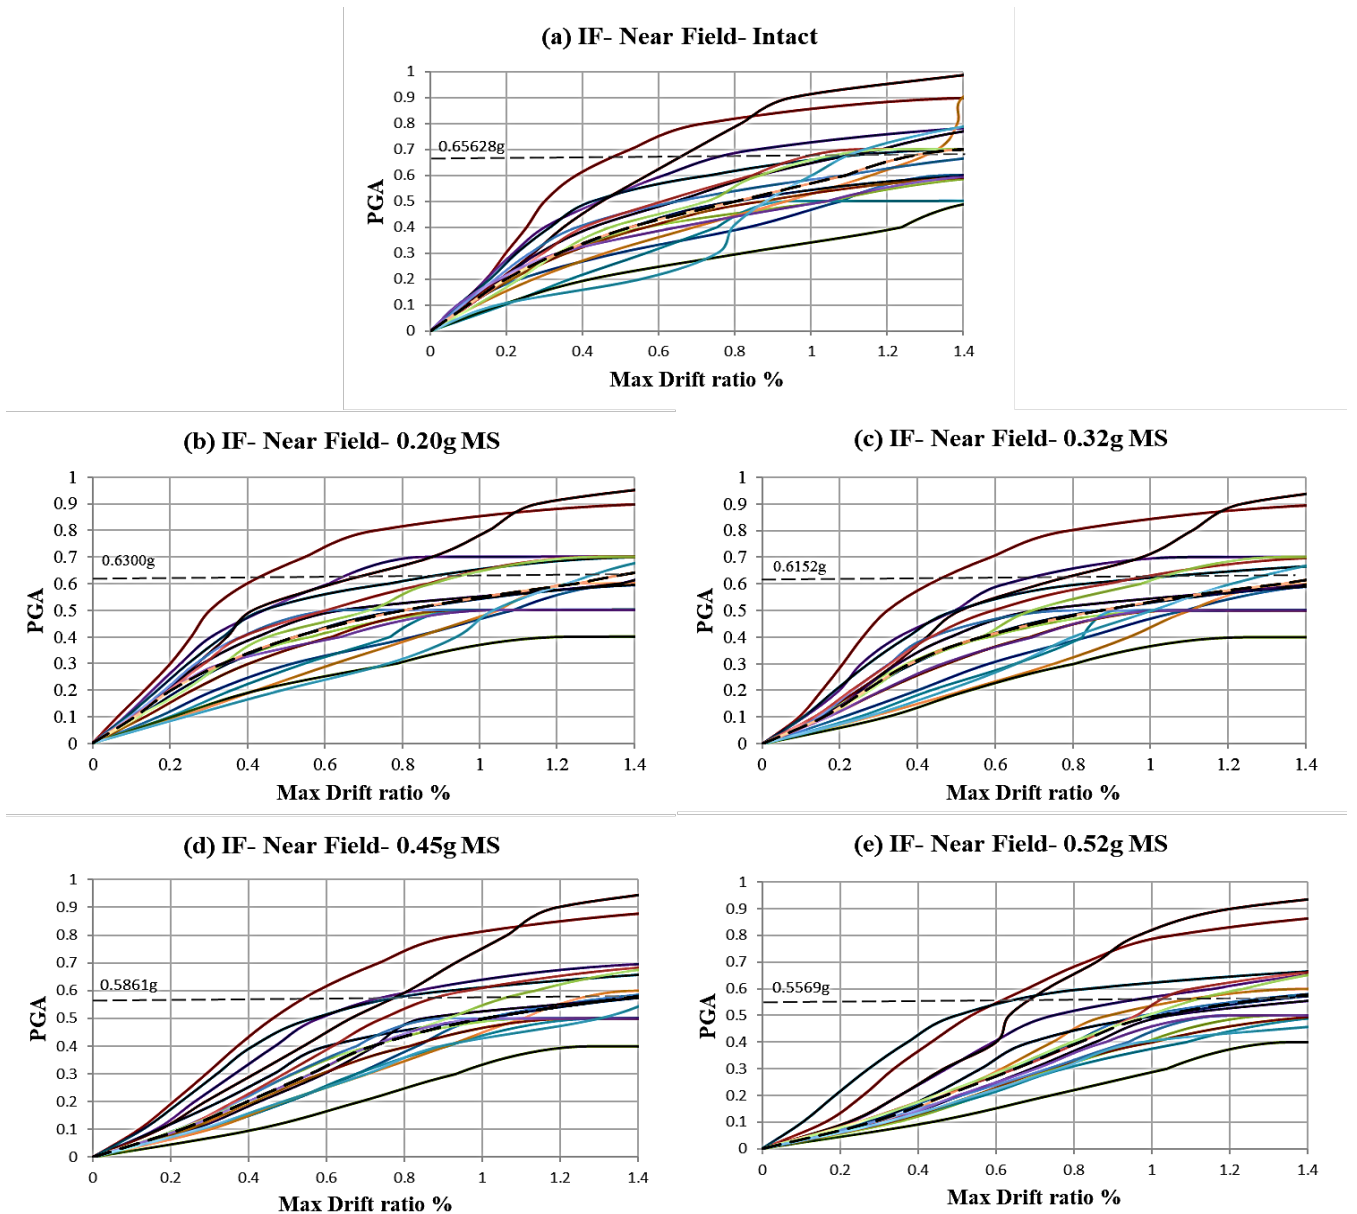 (a) IF- Near Field- Intact
1
0.9
0.8
0.7
0.6
0.5
0.4
0.3
0.2
0.1
0
0.65628g
PGA
0 0.2 0.4 0.6 0.8 1 1.2 1.4
Max Drift ratio %
(b) IF- Near Field- 0.20g MS
1
0.9
0.8
0.7
0.6
0.5
0.4
0.3
0.2
0.1
0
0.6300g
PGA
0 0.2 0.4 0.6 0.8 1 1.2 1.4
Max Drift ratio %
(c) IF- Near Field- 0.32g MS
1
0.9
0.8
0.7
0.6
0.5
0.4
0.3
0.2
0.1
0
0.6152g
PGA
0 0.2 0.4 0.6 0.8 1 1.2 1.4
Max Drift ratio %
(d) IF- Near Field- 0.45g MS
1
0.9
0.8
0.7
0.6
0.5
0.4
0.3
0.2
0.1
0
0.5861g
PGA
0 0.2 0.4 0.6 0.8 1 1.2 1.4
Max Drift ratio %
(e) IF- Near Field- 0.52g MS
1
0.9
0.8
0.7
0.6
0.5
0.4
0.3
0.2
0.1
0
0.5569g
PGA
0 0.2 0.4 0.6 0.8 1 1.2 1.4
Max Drift ratio %